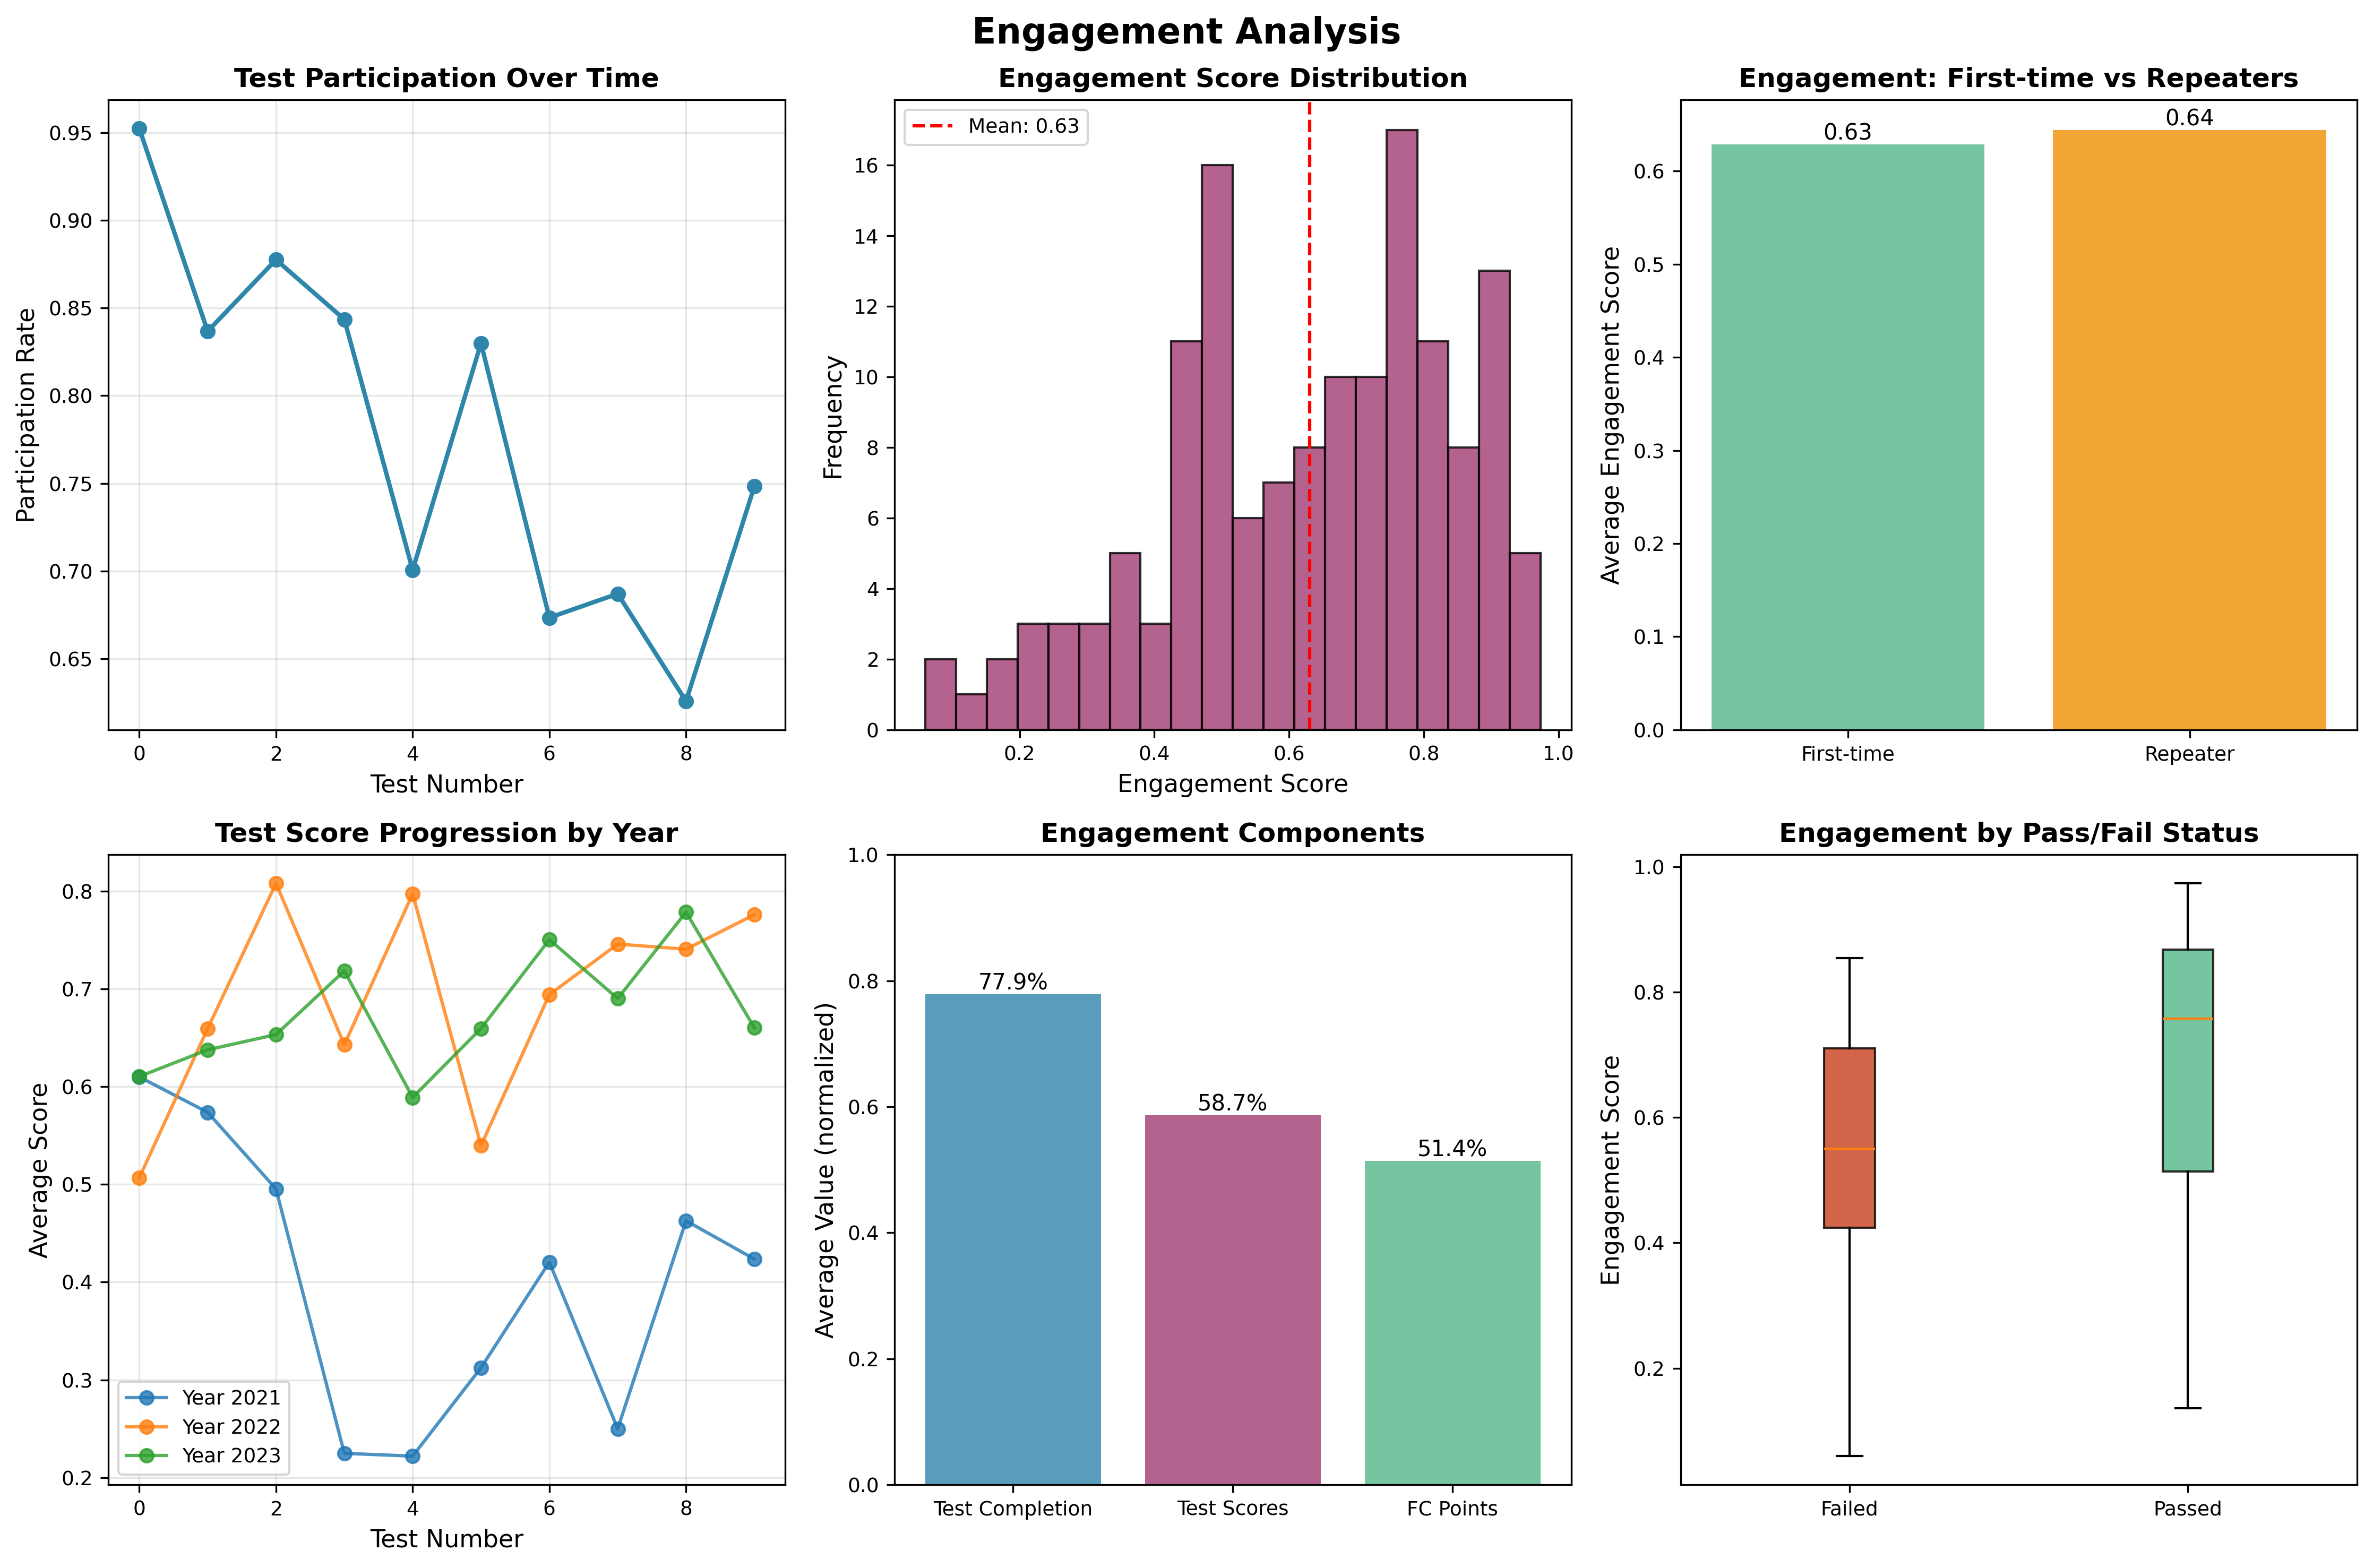 Engagement Analysis
Test Participation Over Time
Participation Rate
0.95
0.90
0.85
0.80
0.75
0.70
0.65
0 2 4 6 8
Test Number
Engagement Score Distribution
Mean: 0.63
Frequency
16
14
12
10
8
6
4
2
0
0.2 0.4 0.6 0.8 1.0
Engagement Score
Engagement: First-time vs Repeaters
0.63
0.64
Average Engagement Score
0.6
0.5
0.4
0.3
0.2
0.1
0.0
First-time Repeater
Test Score Progression by Year
Average Score
0.8
0.7
0.6
0.5
0.4
0.3
0.2
Year 2021
Year 2022
Year 2023
0 2 4 6 8
Test Number
Engagement Components
Average Value (normalized)
1.0
0.8
0.6
0.4
0.2
0.0
77.9%
58.7%
51.4%
Test Completion Test Scores FC Points
Engagement by Pass/Fail Status
Engagement Score
1.0
0.8
0.6
0.4
0.2
Failed Passed